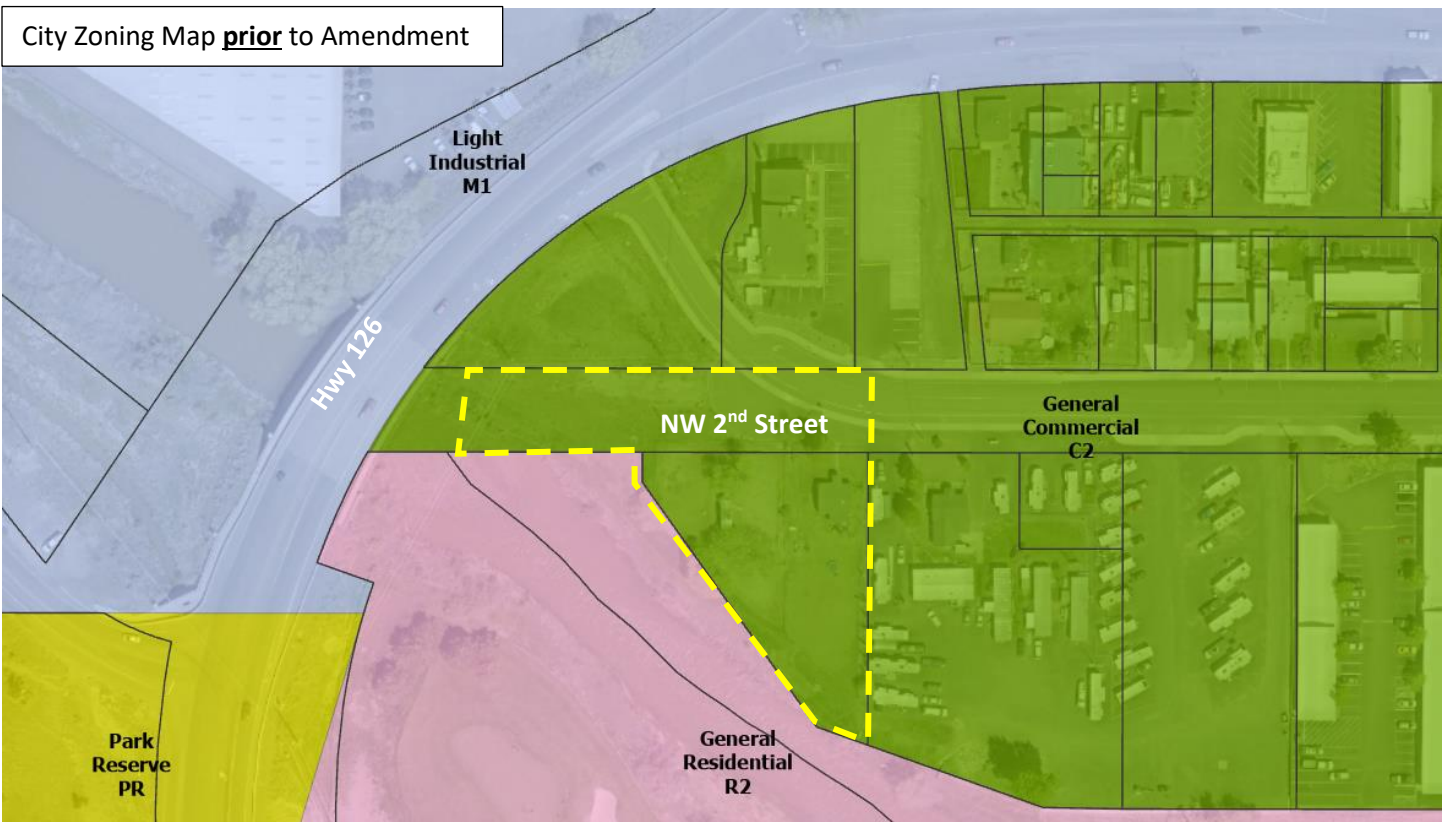 City Zoning Map prior to Amendment
Light
Industrial
M1
Hwy 126
NW 2nd Street
General
Commercial
C2
Park
Reserve
PR
General
Residential
R2